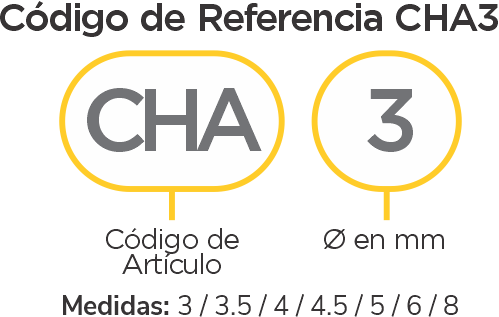 Código de Referencia CHA3
CHA 3
Código de Artículo
Ø en mm
Medidas: 3 / 3.5 / 4 / 4.5 / 5 / 6 / 8